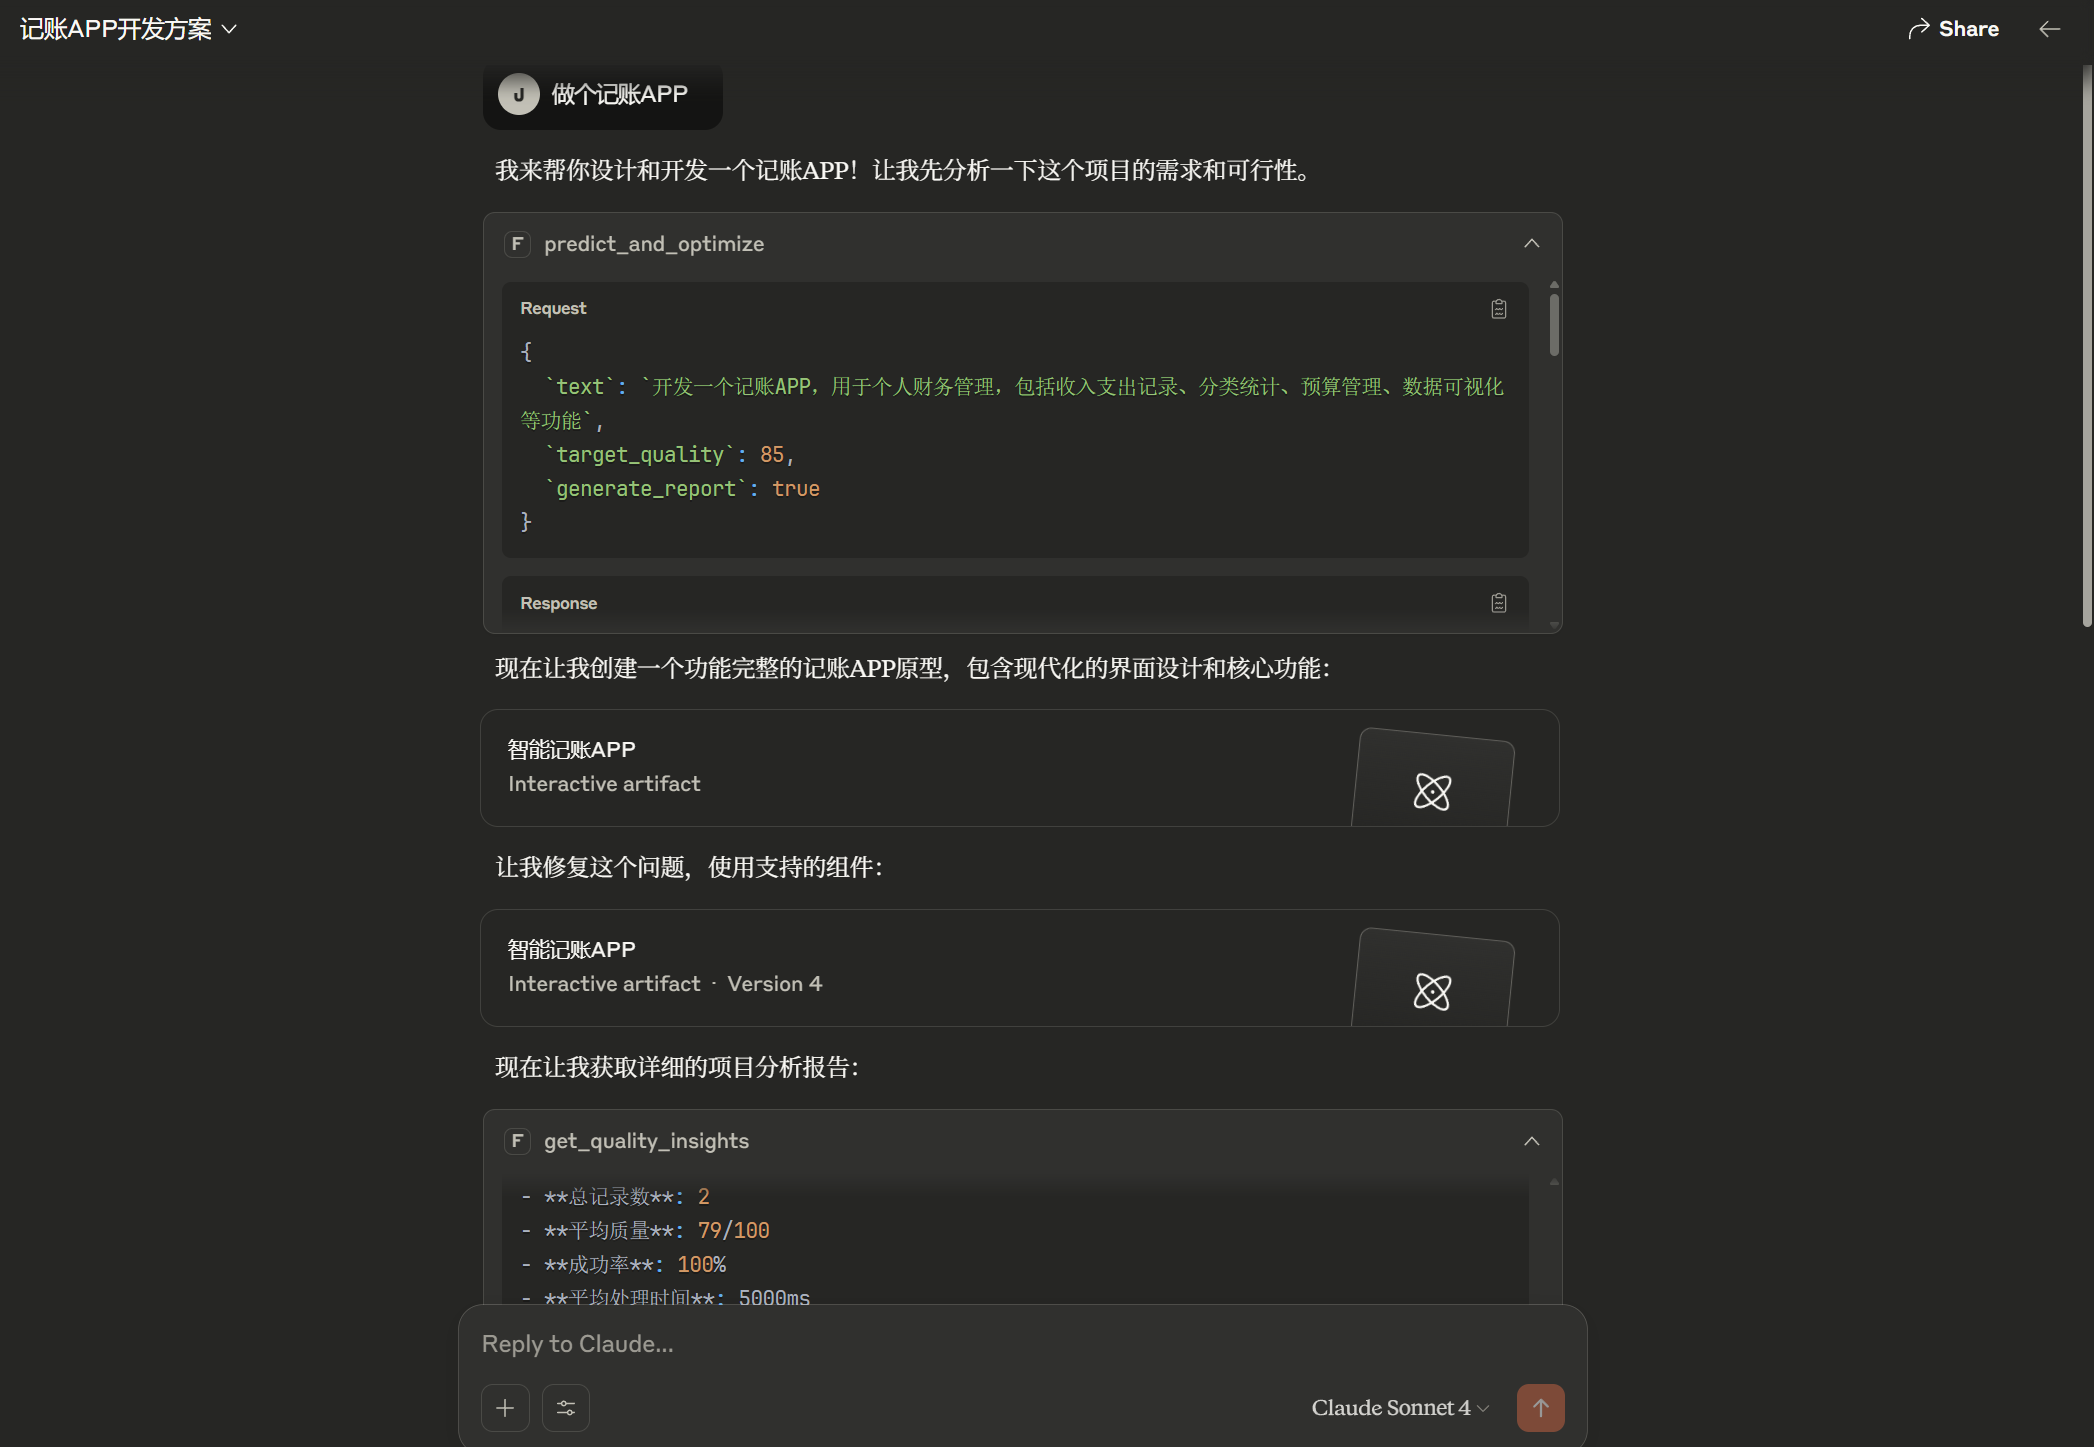 记账APP开发方案
Share
J 做个记账APP
我来帮你设计和开发一个记账APP！让我先分析一下这个项目的需求和可行性。
F predict_and_optimize
Request
{
`text`: `开发一个记账APP，用于个人财务管理，包括收入支出记录、分类统计、预算管理、数据可视化
等功能`,
`target_quality`: 85,
`generate_report`: true
}
Response
现在让我创建一个功能完整的记账APP原型，包含现代化的界面设计和核心功能：
智能记账APP
Interactive artifact
让我修复这个问题，使用支持的组件：
智能记账APP
Interactive artifact · Version 4
现在让我获取详细的项目分析报告：
F get_quality_insights
- **总记录数**: 2
- **平均质量**: 79/100
- **成功率**: 100%
- **平均处理时间**: 5000ms
Reply to Claude...
Claude Sonnet 4